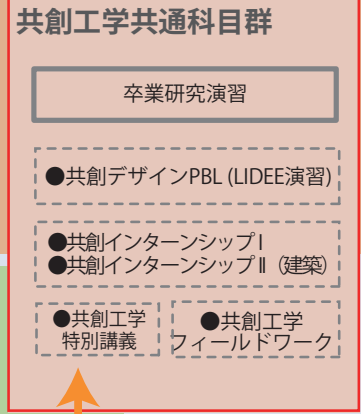 共創工学共通科目群
卒業研究演習
●共創デザインPBL (LIDEE演習)
●共創インターンシップⅠ
●共創インターンシップⅡ（建築）
●共創工学
特別講義
●共創工学
フィールドワーク